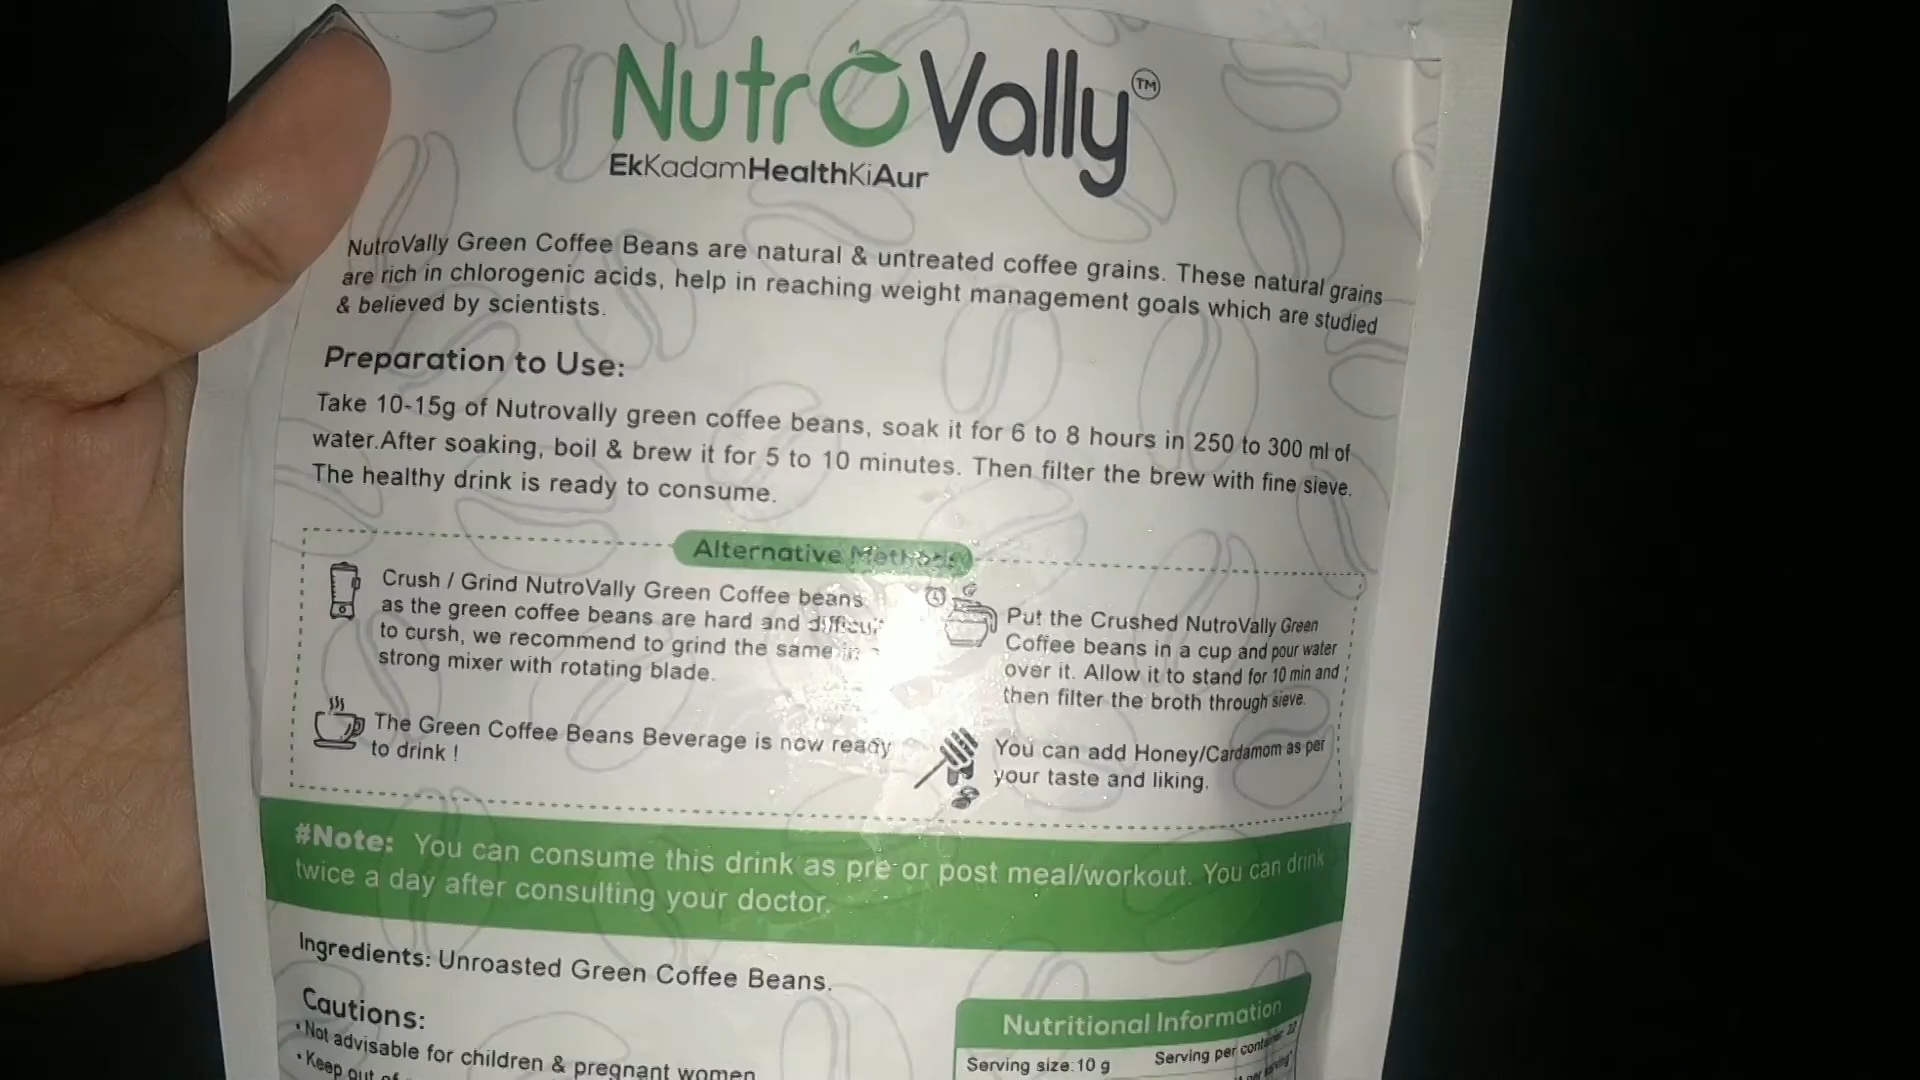 NutroVally™
EkKadamHealthKiAur
NutroVally Green Coffee Beans are natural & untreated coffee grains. These natural grains
are rich in chlorogenic acids, help in reaching weight management goals which are studied
& believed by scientists.
Preparation to Use:
Take 10-15g of Nutrovally green coffee beans, soak it for 6 to 8 hours in 250 to 300 ml of
water.After soaking, boil & brew it for 5 to 10 minutes. Then filter the brew with fine sieve.
The healthy drink is ready to consume.
Alternative Methods
Crush / Grind NutroVally Green Coffee beans
as the green coffee beans are hard and difficult
to cursh, we recommend to grind the same in a
strong mixer with rotating blade.
Put the Crushed NutroVally Green
Coffee beans in a cup and pour water
over it. Allow it to stand for 10 min and
then filter the broth through sieve.
The Green Coffee Beans Beverage is now ready
to drink !
You can add Honey/Cardamom as per
your taste and liking.
#Note: You can consume this drink as pre or post meal/workout. You can drink
twice a day after consulting your doctor.
Ingredients: Unroasted Green Coffee Beans.
Cautions:
• Not advisable for children & pregnant women
• Keep out of
Nutritional Information
Serving size:10 g
Serving per container